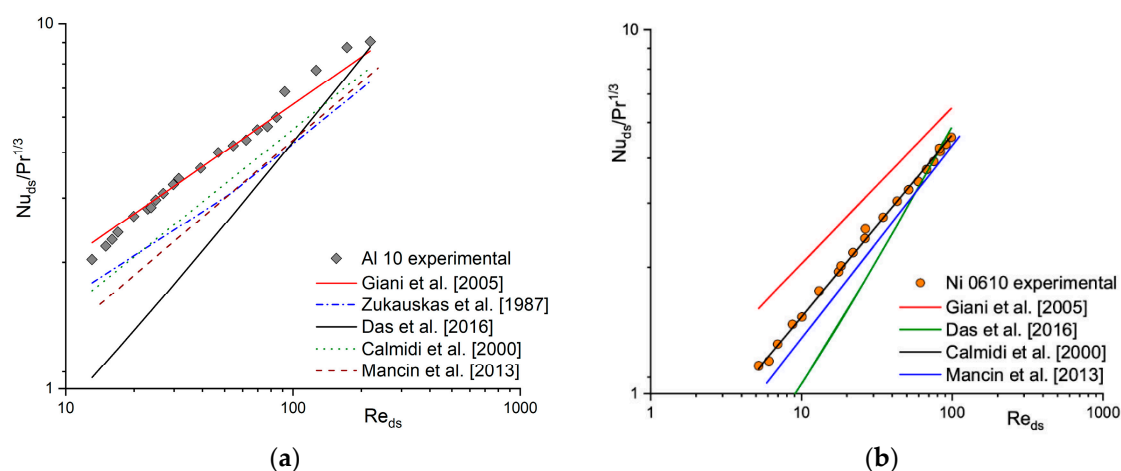 10
Nu_ds/Pr^1/3
1
10
100
1000
Re_ds
Al 10 experimental
Giani et al. [2005]
Zukauskas et al. [1987]
Das et al. [2016]
Calmidi et al. [2000]
Mancin et al. [2013]
(a)
10
Nu_ds/Pr^1/3
1
1
10
100
1000
Re_ds
Ni 0610 experimental
Giani et al. [2005]
Das et al. [2016]
Calmidi et al. [2000]
Mancin et al. [2013]
(b)